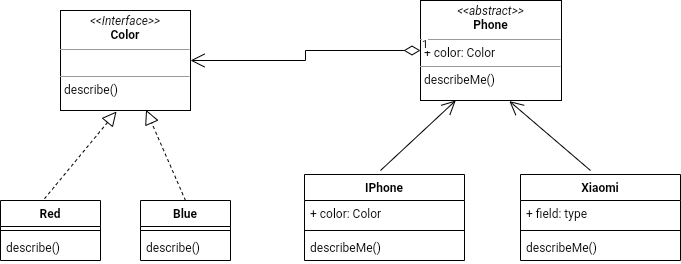 <<Interface>>
Color
describe()
<<abstract>>
Phone
1
+ color: Color
describeMe()
Red
describe()
Blue
describe()
IPhone
+ color: Color
describeMe()
Xiaomi
+ field: type
describeMe()